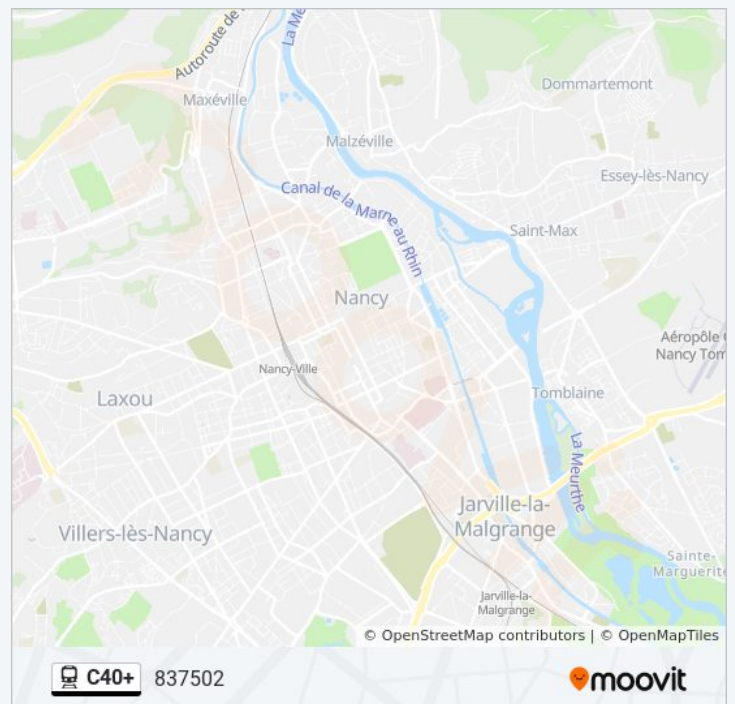 Autoroute de
La Me
Dommartemont
Maxéville
Malzéville
Essey-lès-Nancy
Canal de la Marne au Rhin
Saint-Max
Nancy
Aéropôle
Nancy Tom
Nancy-Ville
Laxou
Tomblaine
La Meurthe
Jarville-la-
Malgrange
Villers-lès-Nancy
Sainte-
Marguerite
Jarville-la-
Malgrange
© OpenStreetMap contributors | © OpenMapTiles
C40+ 837502
moovit